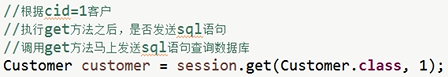 //根据cid=1客户
//执行get方法之后，是否发送sql语句
//调用get方法马上发送sql语句查询数据库
Customer customer = session.get(Customer.class, 1);